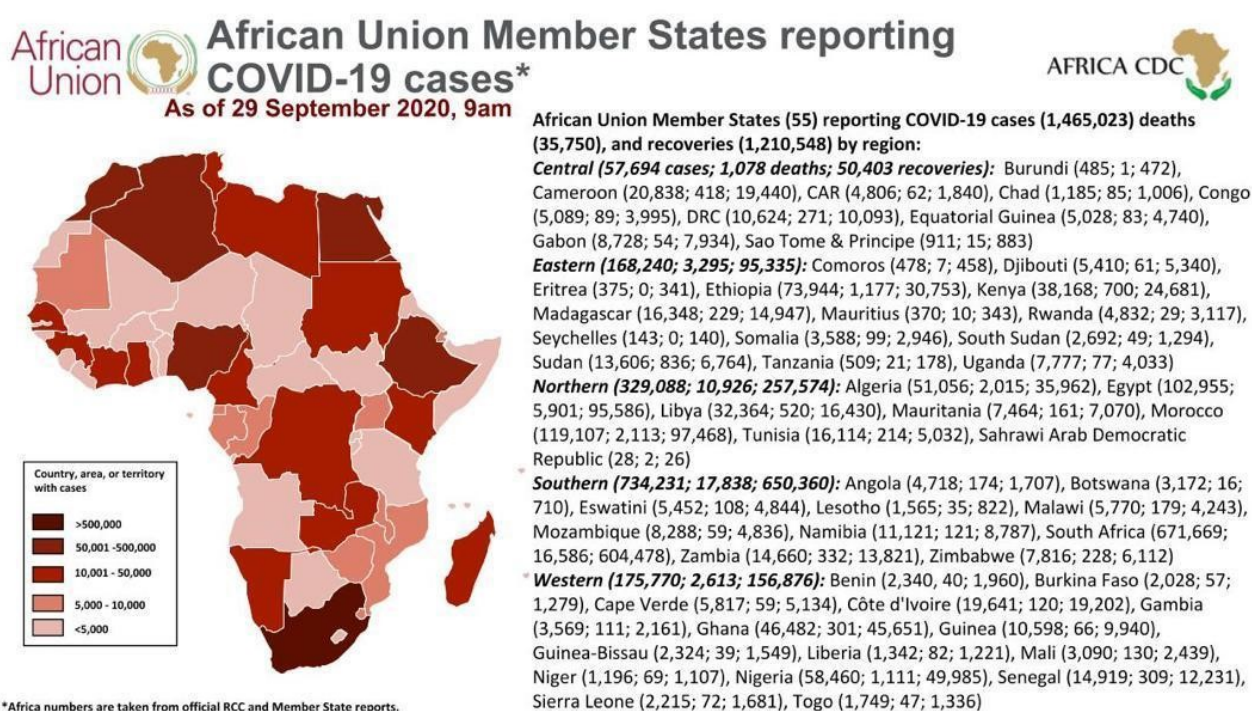 African
Union
African Union Member States reporting
COVID-19 cases*
As of 29 September 2020, 9am
AFRICA CDC
African Union Member States (55) reporting COVID-19 cases (1,465,023) deaths
(35,750), and recoveries (1,210,548) by region:
Central (57,694 cases; 1,078 deaths; 50,403 recoveries): Burundi (485; 1; 472),
Cameroon (20,838; 418; 19,440), CAR (4,806; 62; 1,840), Chad (1,185; 85; 1,006), Congo
(5,089; 89; 3,995), DRC (10,624; 271; 10,093), Equatorial Guinea (5,028; 83; 4,740),
Gabon (8,728; 54; 7,934), Sao Tome & Principe (911; 15; 883)
Eastern (168,240; 3,295; 95,335): Comoros (478; 7; 458), Djibouti (5,410; 61; 5,340),
Eritrea (375; 0; 341), Ethiopia (73,944; 1,177; 30,753), Kenya (38,168; 700; 24,681),
Madagascar (16,348; 229; 14,947), Mauritius (370; 10; 343), Rwanda (4,832; 29; 3,117),
Seychelles (143; 0; 140), Somalia (3,588; 99; 2,946), South Sudan (2,692; 49; 1,294),
Sudan (13,606; 836; 6,764), Tanzania (509; 21; 178), Uganda (7,777; 77; 4,033)
Northern (329,088; 10,926; 257,574): Algeria (51,056; 2,015; 35,962), Egypt (102,955;
5,901; 95,586), Libya (32,364; 520; 16,430), Mauritania (7,464; 161; 7,070), Morocco
(119,107; 2,113; 97,468), Tunisia (16,114; 214; 5,032), Sahrawi Arab Democratic
Republic (28; 2; 26)
Southern (734,231; 17,838; 650,360): Angola (4,718; 174; 1,707), Botswana (3,172; 16;
710), Eswatini (5,452; 108; 4,844), Lesotho (1,565; 35; 822), Malawi (5,770; 179; 4,243),
Mozambique (8,288; 59; 4,836), Namibia (11,121; 121; 8,787), South Africa (671,669;
16,586; 604,478), Zambia (14,660; 332; 13,821), Zimbabwe (7,816; 228; 6,112)
Western (175,770; 2,613; 156,876): Benin (2,340, 40; 1,960), Burkina Faso (2,028; 57;
1,279), Cape Verde (5,817; 59; 5,134), Côte d'Ivoire (19,641; 120; 19,202), Gambia
(3,569; 111; 2,161), Ghana (46,482; 301; 45,651), Guinea (10,598; 66; 9,940),
Guinea-Bissau (2,324; 39; 1,549), Liberia (1,342; 82; 1,221), Mali (3,090; 130; 2,439),
Niger (1,196; 69; 1,107), Nigeria (58,460; 1,111; 49,985), Senegal (14,919; 309; 12,231),
Sierra Leone (2,215; 72; 1,681), Togo (1,749; 47; 1,336)
Country, area, or territory
with cases
>500,000
50,001 -500,000
10,001 - 50,000
5,000 - 10,000
<5,000
*Africa numbers are taken from official RCC and Member State reports.